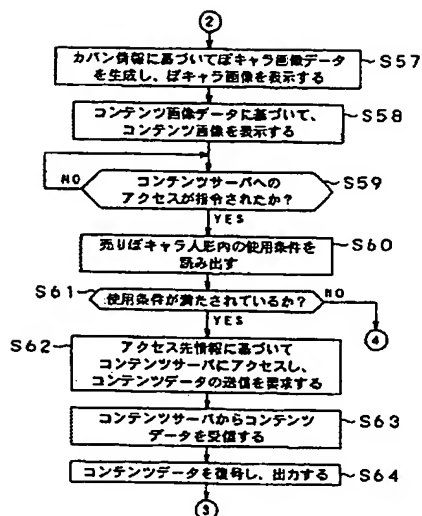 ②
カバン情報に基づいてぽキャラ画像データ
を生成し、ぽキャラ画像を表示する
S57
コンテンツ画像データに基づいて、
コンテンツ画像を表示する
S58
コンテンツサーバへの
アクセスが指令されたか?
S59
NO
YES
売りぽキャラ人形内の使用条件を
読み出す
S60
S61
使用条件が満たされているか?
NO
④
YES
S62
アクセス先情報に基づいて
コンテンツサーバにアクセスし、
コンテンツデータの送信を要求する
コンテンツサーバからコンテンツ
データを受信する
S63
コンテンツデータを復号し、出力する
S64
③